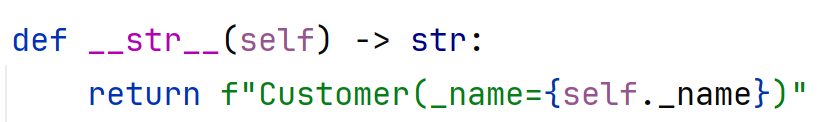 def __str__(self) -> str:
    return f"Customer(_name={self._name})"